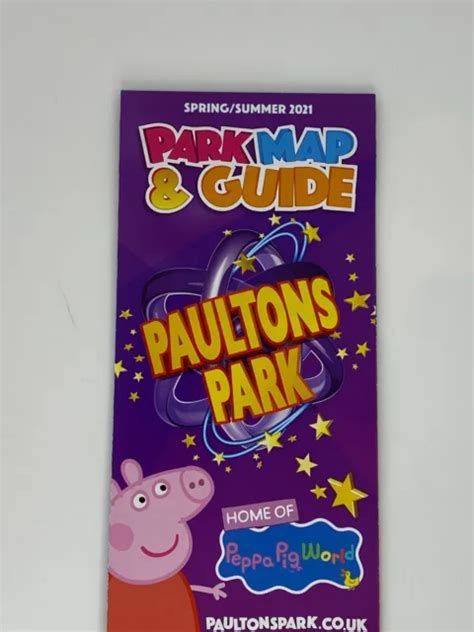 SPRING/SUMMER 2021
PARK MAP
& GUIDE
PAULTONS
PARK
HOME OF
Peppa Pig World
PAULTONSPARK.CO.UK